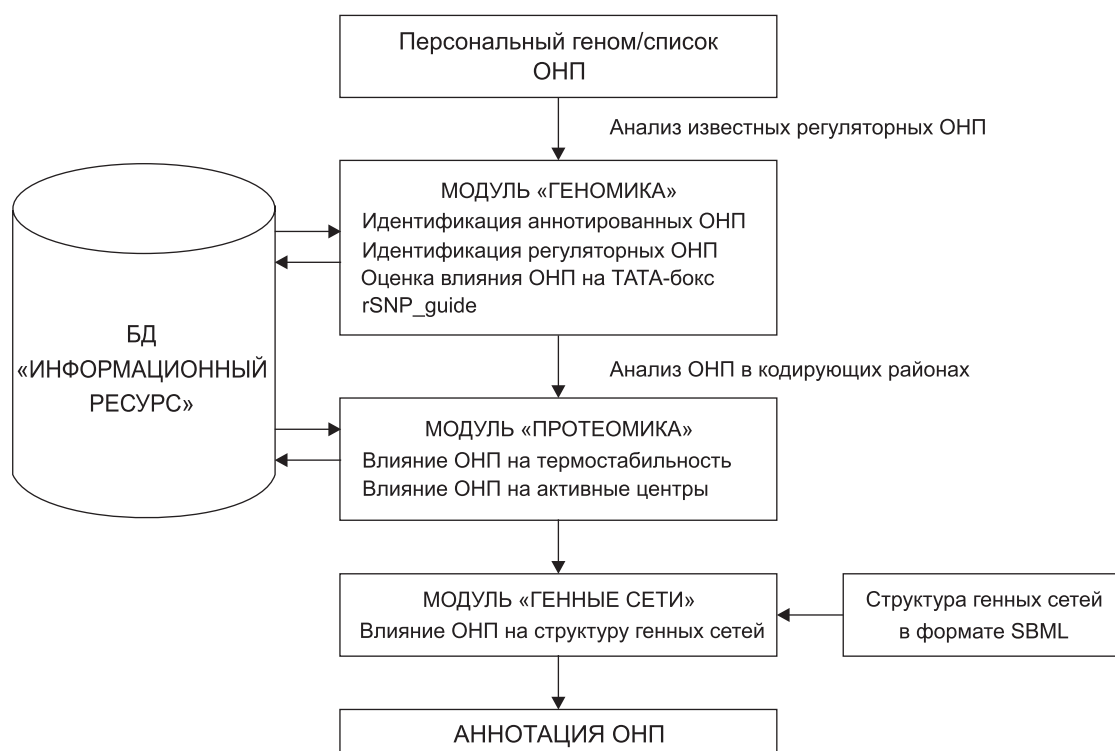 Персональный геном/список
ОНП
Анализ известных регуляторных ОНП
МОДУЛЬ «ГЕНОМИКА»
Идентификация аннотированных ОНП
Идентификация регуляторных ОНП
Оценка влияния ОНП на ТАТА-бокс
rSNP_guide
БД
«ИНФОРМАЦИОННЫЙ
РЕСУРС»
Анализ ОНП в кодирующих районах
МОДУЛЬ «ПРОТЕОМИКА»
Влияние ОНП на термостабильность
Влияние ОНП на активные центры
МОДУЛЬ «ГЕННЫЕ СЕТИ»
Влияние ОНП на структуру генных сетей
Структура генных сетей
в формате SBML
АННОТАЦИЯ ОНП